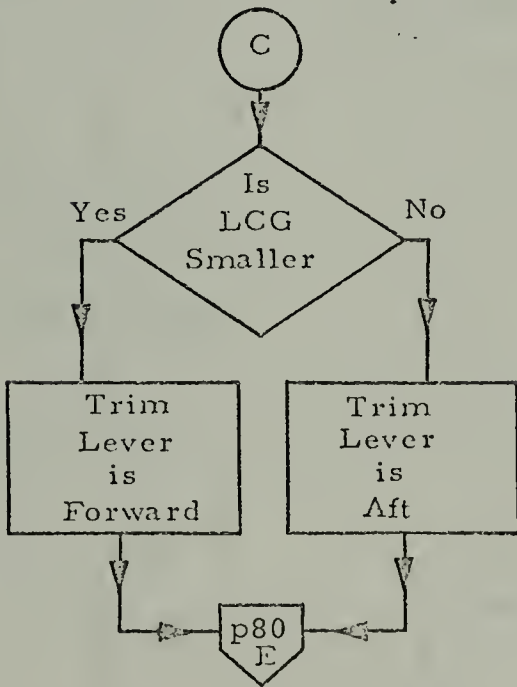 C
Is
LCG
Smaller
Yes
No
Trim
Lever
is
Forward
Trim
Lever
is
Aft
p80
E